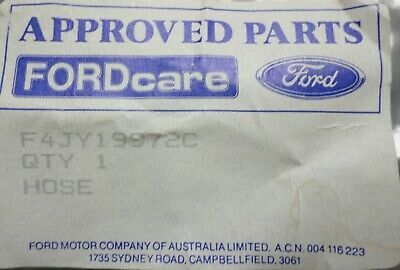 APPROVED PARTS
FORDcare Ford
F4JY19972C
QTY 1
HOSE
FORD MOTOR COMPANY OF AUSTRALIA LIMITED. A.C.N. 004 116 223
1735 SYDNEY ROAD, CAMPBELLFIELD, 3061